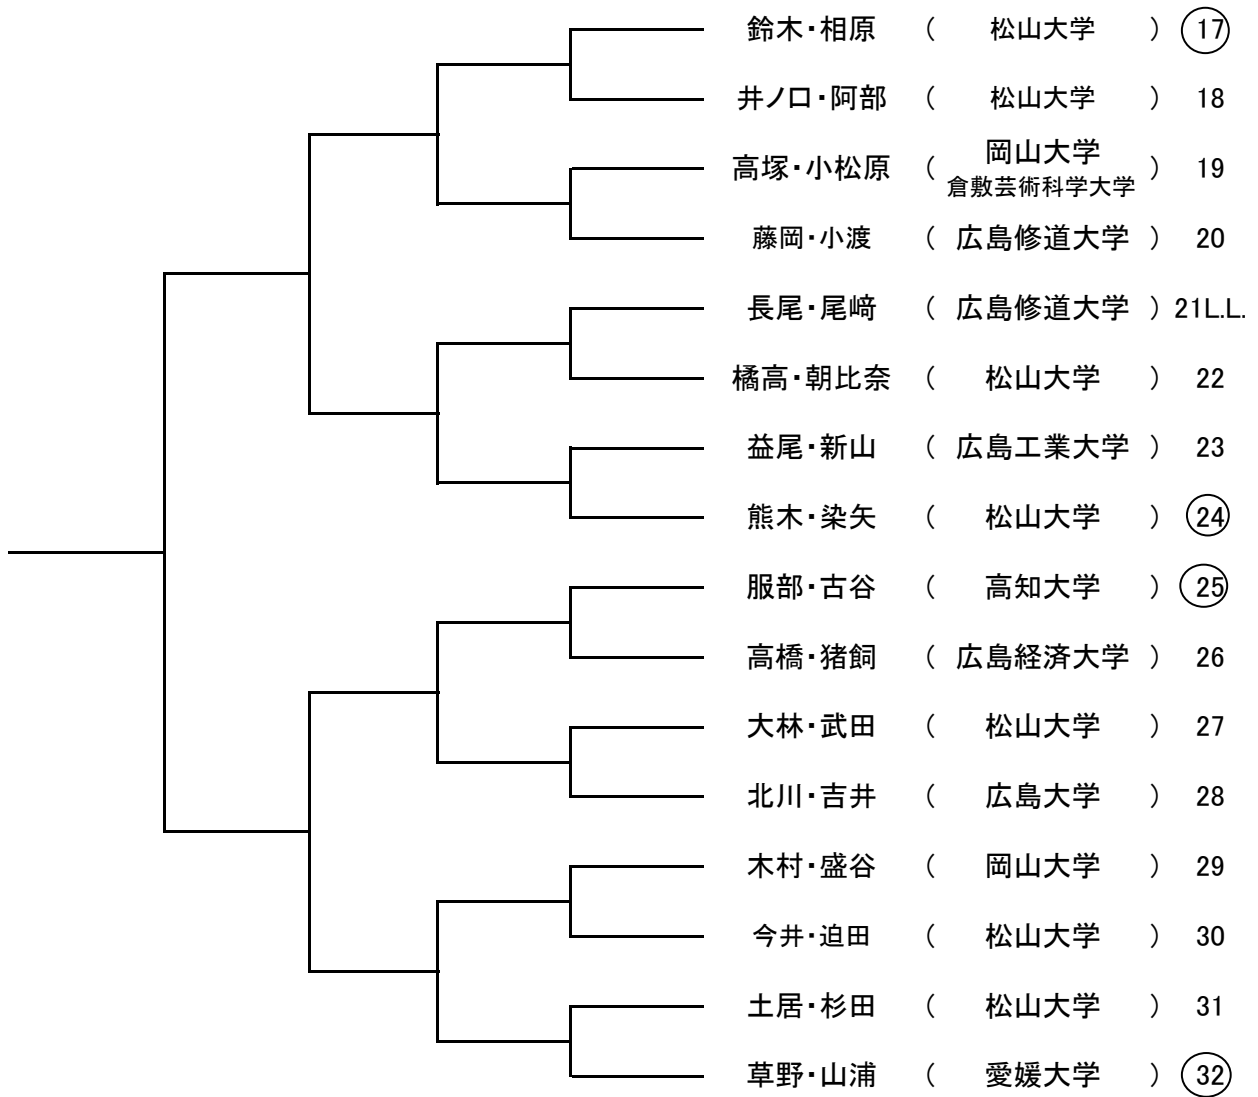 鈴木・相原 （ 松山大学 ） 17
井ノ口・阿部 （ 松山大学 ） 18
高塚・小松原 （ 岡山大学 倉敷芸術科学大学 ） 19
藤岡・小渡 （ 広島修道大学 ） 20
長尾・尾﨑 （ 広島修道大学 ） 21L.L.
橘高・朝比奈 （ 松山大学 ） 22
益尾・新山 （ 広島工業大学 ） 23
熊木・染矢 （ 松山大学 ） 24
服部・古谷 （ 高知大学 ） 25
高橋・猪飼 （ 広島経済大学 ） 26
大林・武田 （ 松山大学 ） 27
北川・吉井 （ 広島大学 ） 28
木村・盛谷 （ 岡山大学 ） 29
今井・迫田 （ 松山大学 ） 30
土居・杉田 （ 松山大学 ） 31
草野・山浦 （ 愛媛大学 ） 32